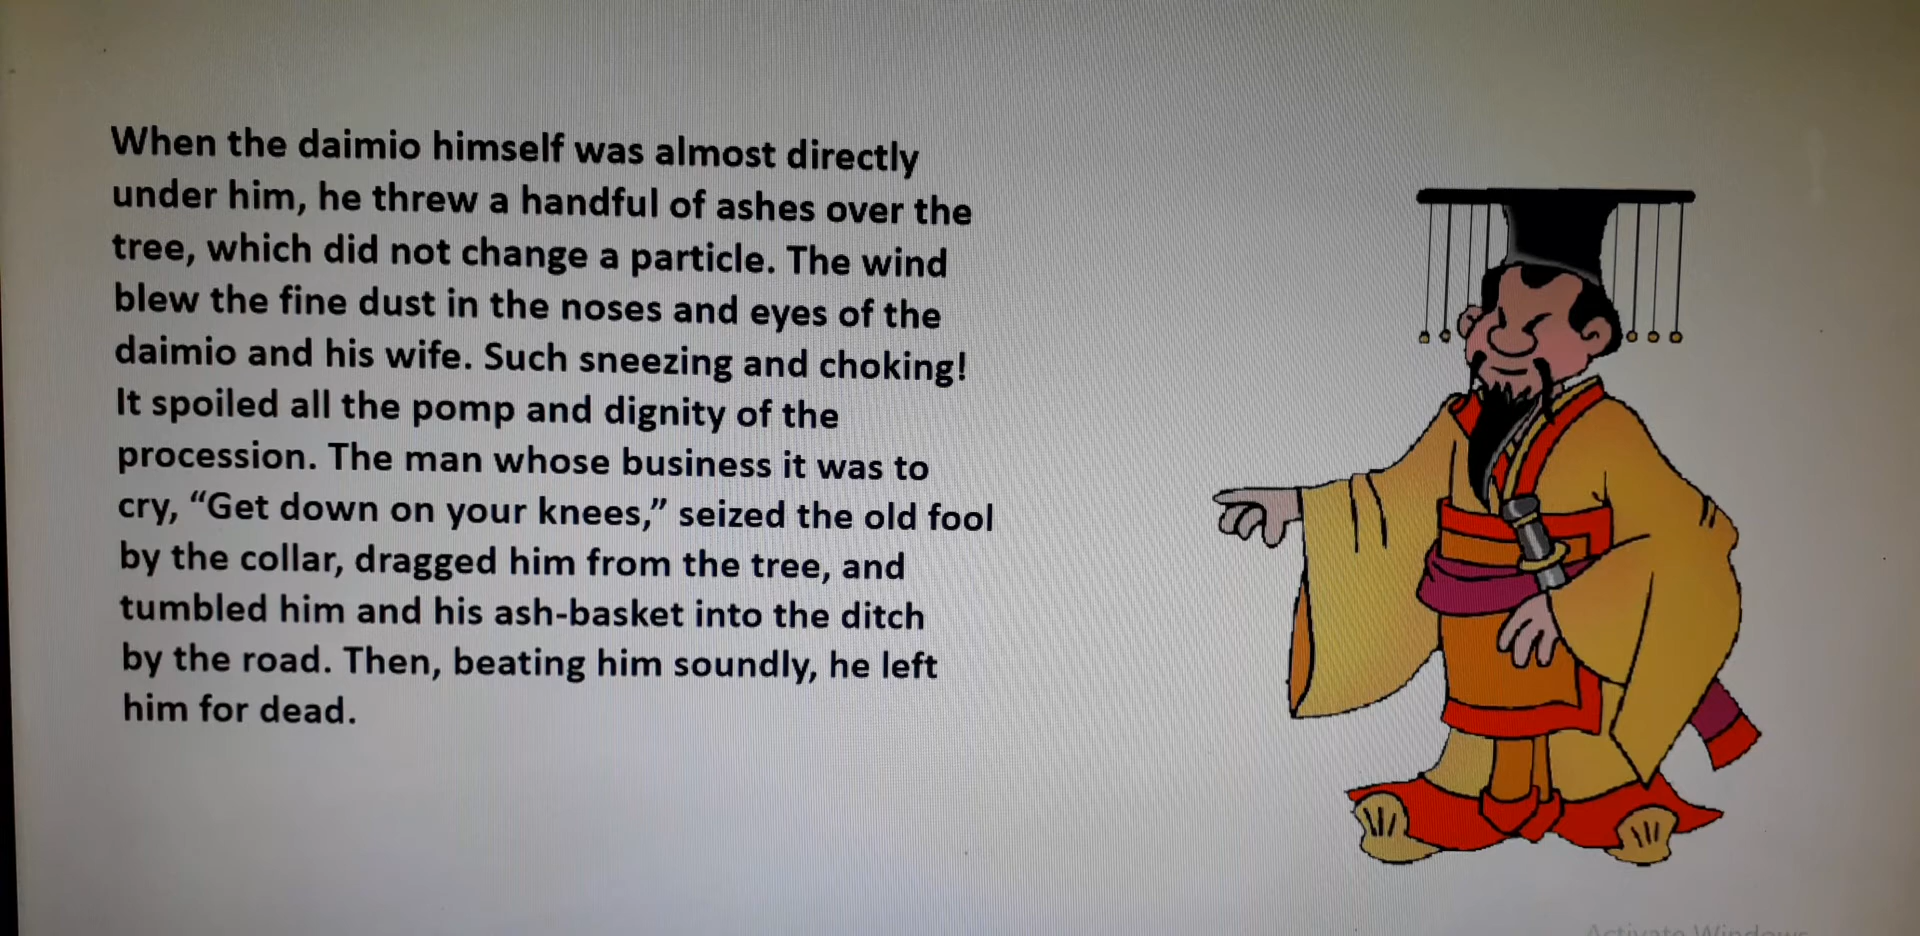 When the daimio himself was almost directly
under him, he threw a handful of ashes over the
tree, which did not change a particle. The wind
blew the fine dust in the noses and eyes of the
daimio and his wife. Such sneezing and choking!
It spoiled all the pomp and dignity of the
procession. The man whose business it was to
cry, “Get down on your knees,” seized the old fool
by the collar, dragged him from the tree, and
tumbled him and his ash-basket into the ditch
by the road. Then, beating him soundly, he left
him for dead.
Activate Windows